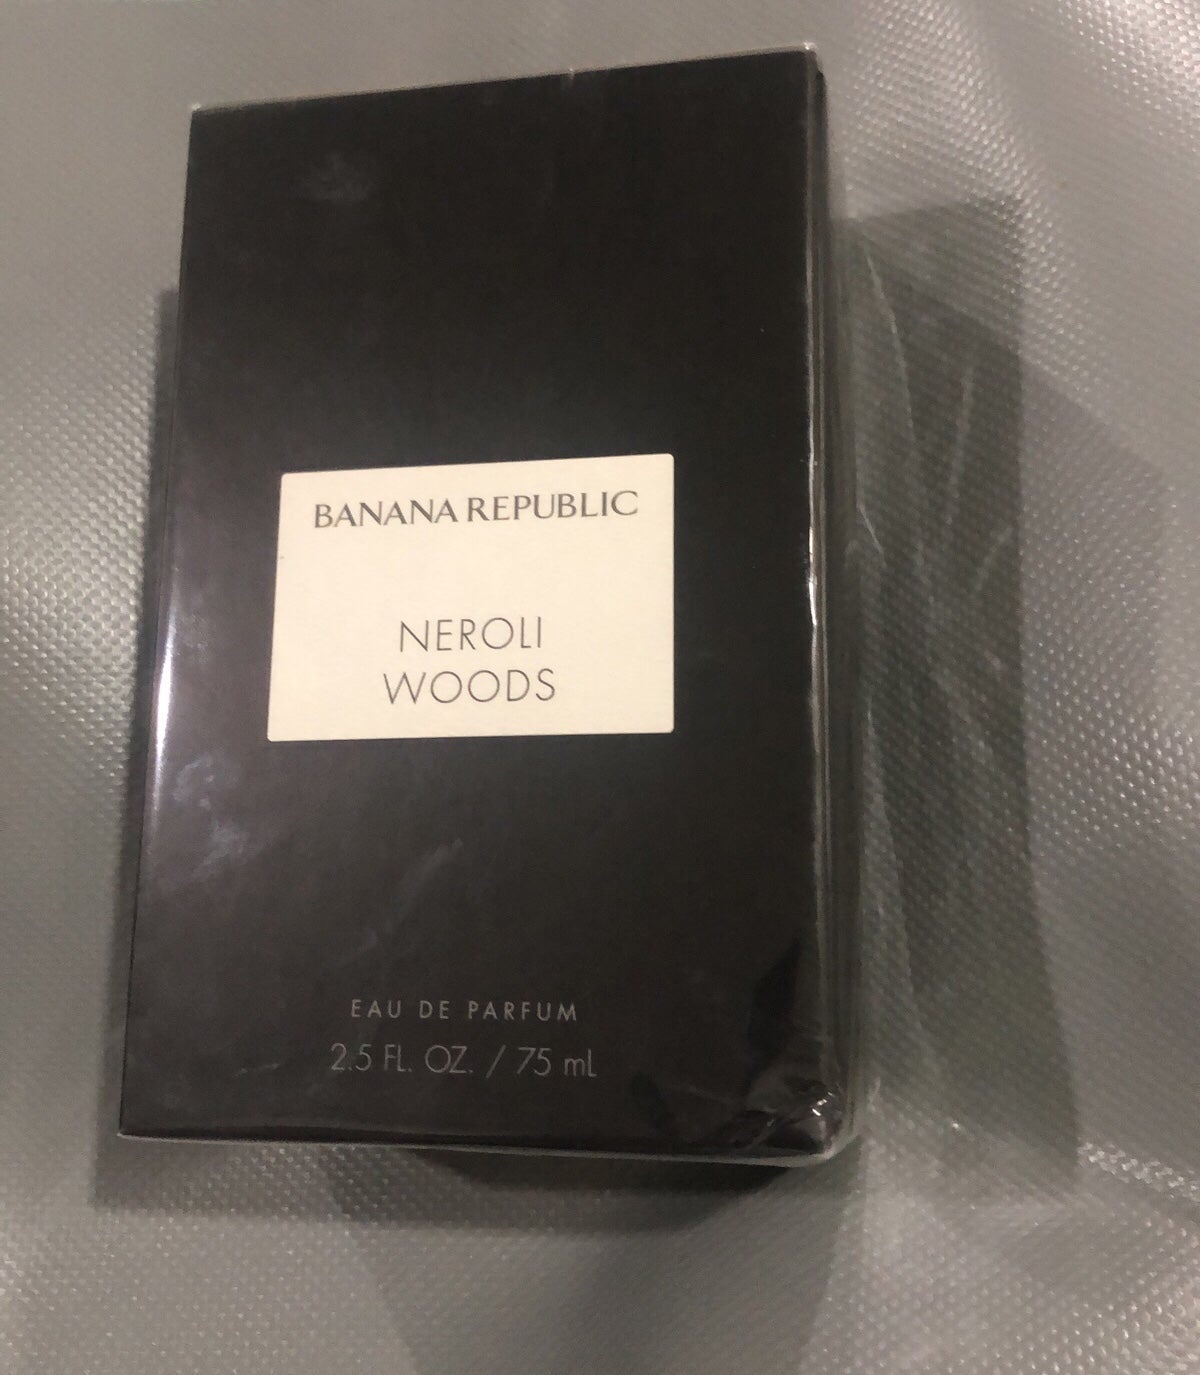 BANANA REPUBLIC
NEROLI
WOODS
EAU DE PARFUM
2.5 FL. OZ. / 75 mL